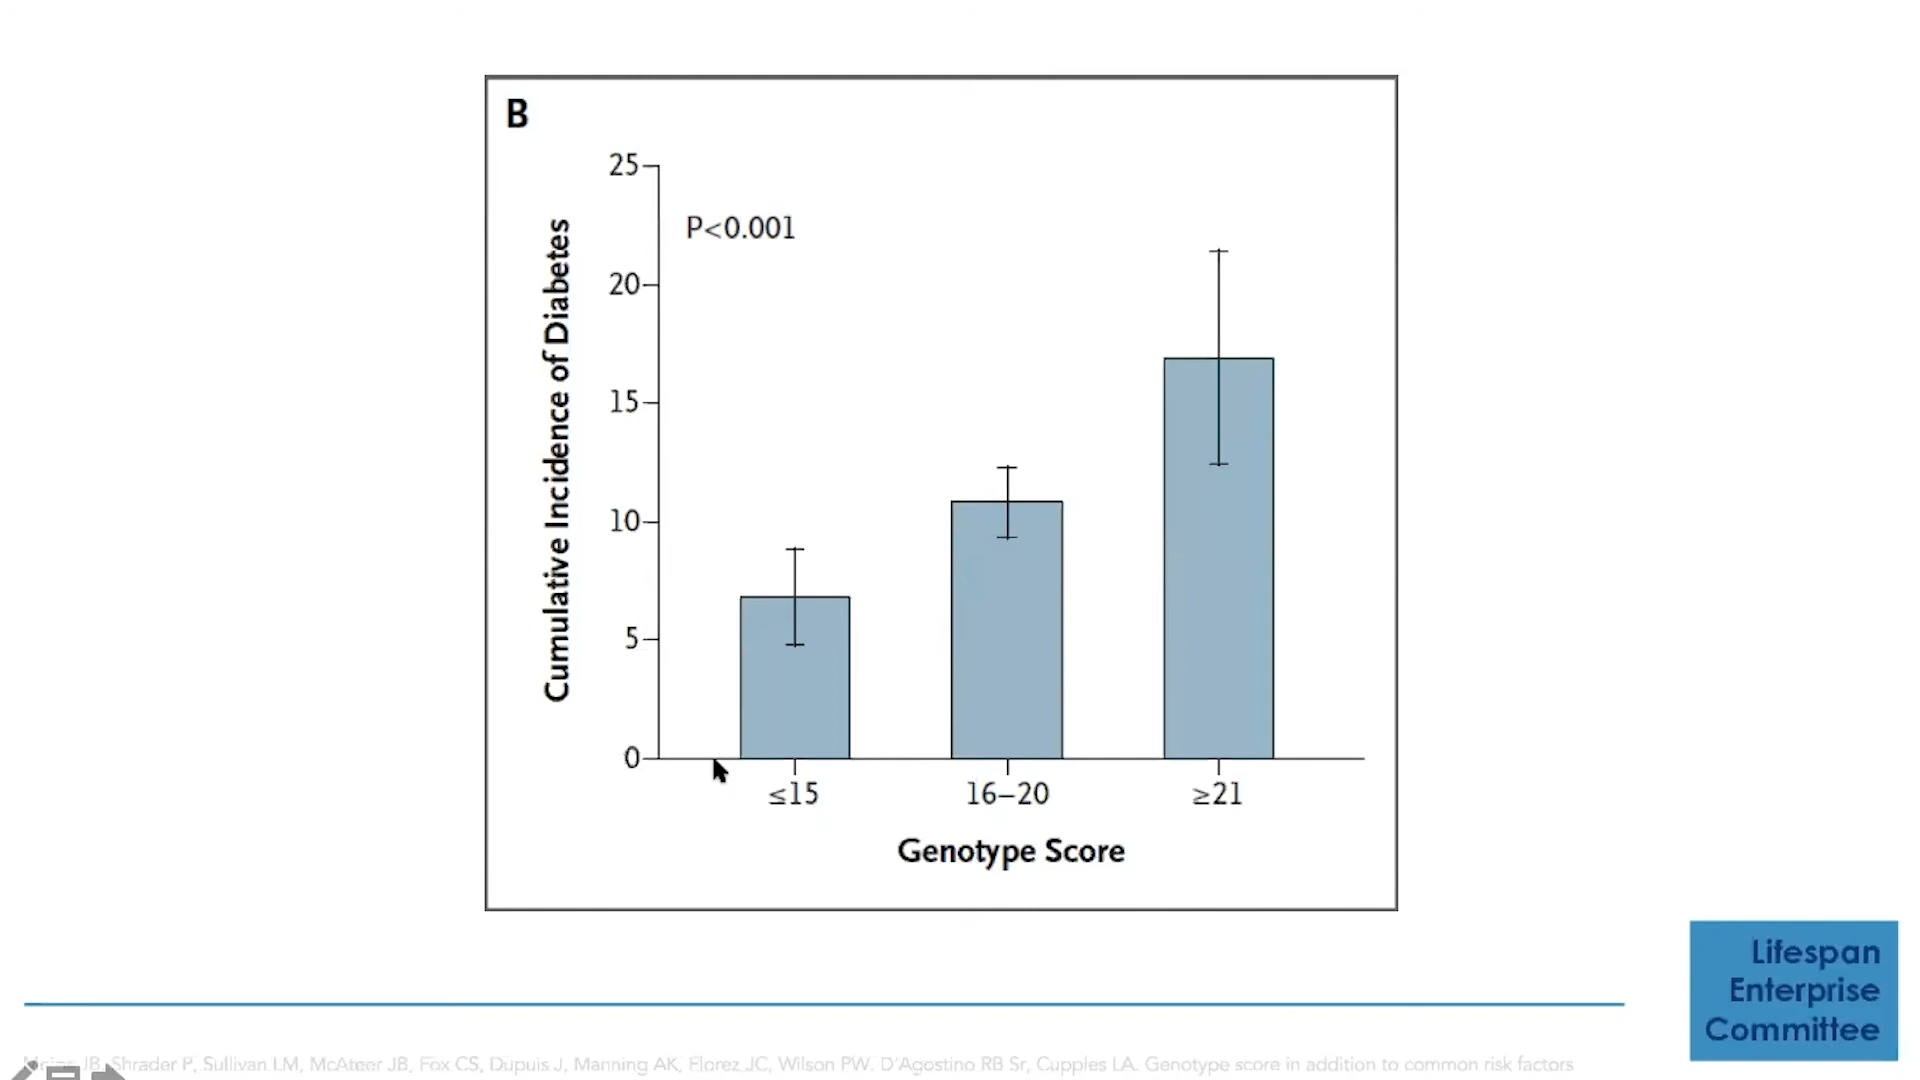 B
25
P<0.001
20
15
10
5
0
Cumulative Incidence of Diabetes
≤15 16–20 ≥21
Genotype Score
Lifespan
Enterprise
Committee
JB, Shrader P, Sullivan LM, McAteer JB, Fox CS, Dupuis J, Manning AK, Florez JC, Wilson PW. D'Agostino RB Sr, Cupples LA. Genotype score in addition to common risk factors